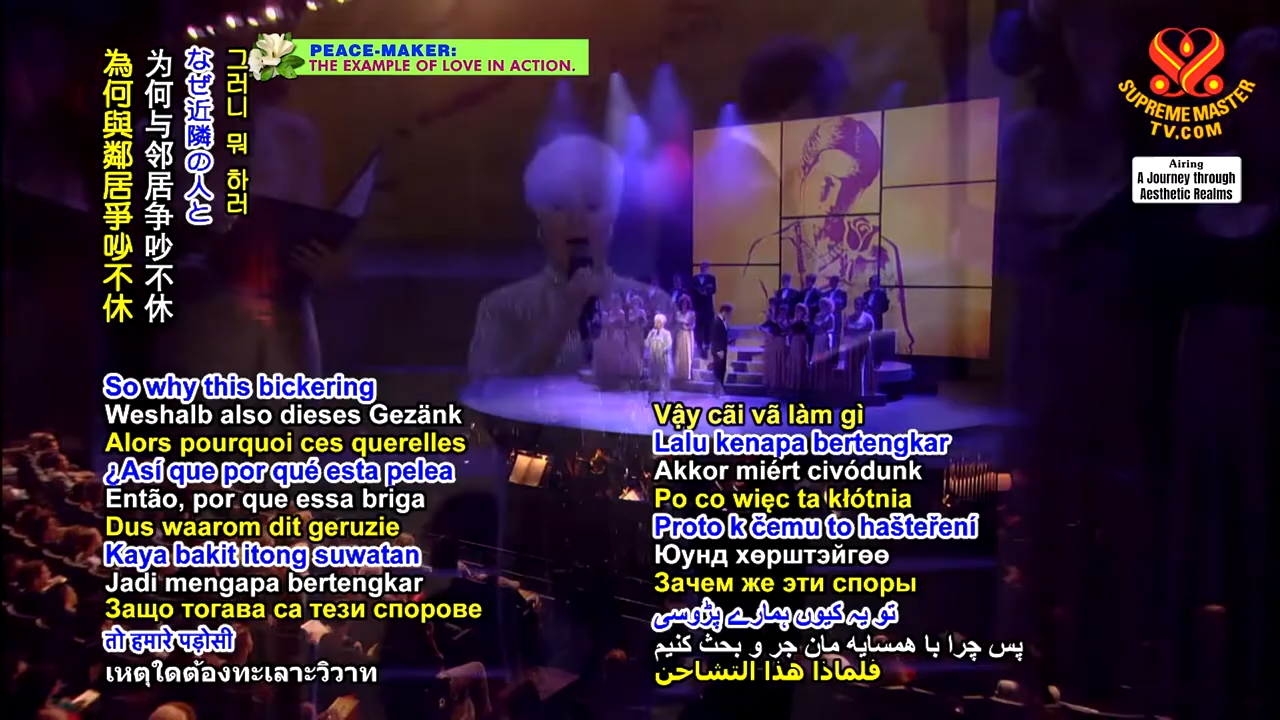 PEACE-MAKER:
THE EXAMPLE OF LOVE IN ACTION.
SUPREME MASTER
TV.COM
Airing
A Journey through
Aesthetic Realms
그러니 뭐 하러
なぜ近隣の人と
为何与邻居争吵不休
為何與鄰居爭吵不休
So why this bickering
Weshalb also dieses Gezänk
Alors pourquoi ces querelles
¿Así que por qué esta pelea
Então, por que essa briga
Dus waarom dit geruzie
Kaya bakit itong suwatan
Jadi mengapa bertengkar
Защо тогава са тези спорове
तो हमारे पड़ोसी
เหตุใดต้องทะเลาะวิวาท
Vậy cãi vã làm gì
Lalu kenapa bertengkar
Akkor miért civódunk
Po co więc ta kłótnia
Proto k čemu to hašteření
Юунд хөрштэйгөө
Зачем же эти споры
تو یہ کیوں ہمارے پڑوسی
پس چرا با همسایه مان جر و بحث کنیم
فلماذا هذا التشاحن